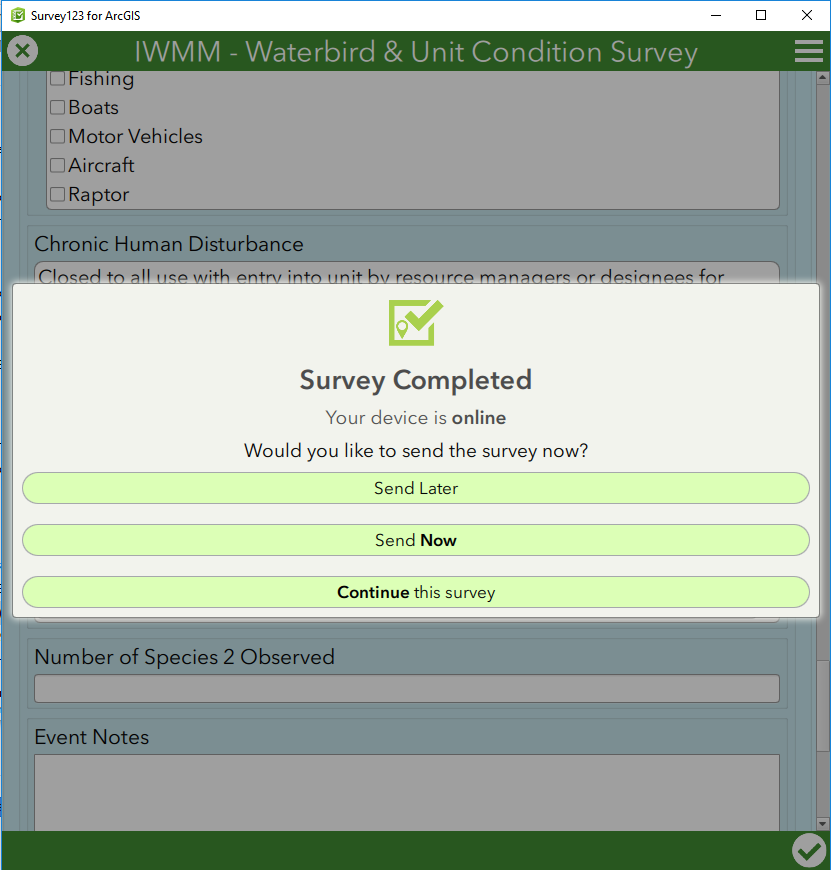 Survey123 for ArcGIS
IWMM - Waterbird & Unit Condition Survey
Fishing
Boats
Motor Vehicles
Aircraft
Raptor
Chronic Human Disturbance
Closed to all use with entry into unit by resource managers or designees for
Survey Completed
Your device is online
Would you like to send the survey now?
Send Later
Send Now
Continue this survey
Number of Species 2 Observed
Event Notes